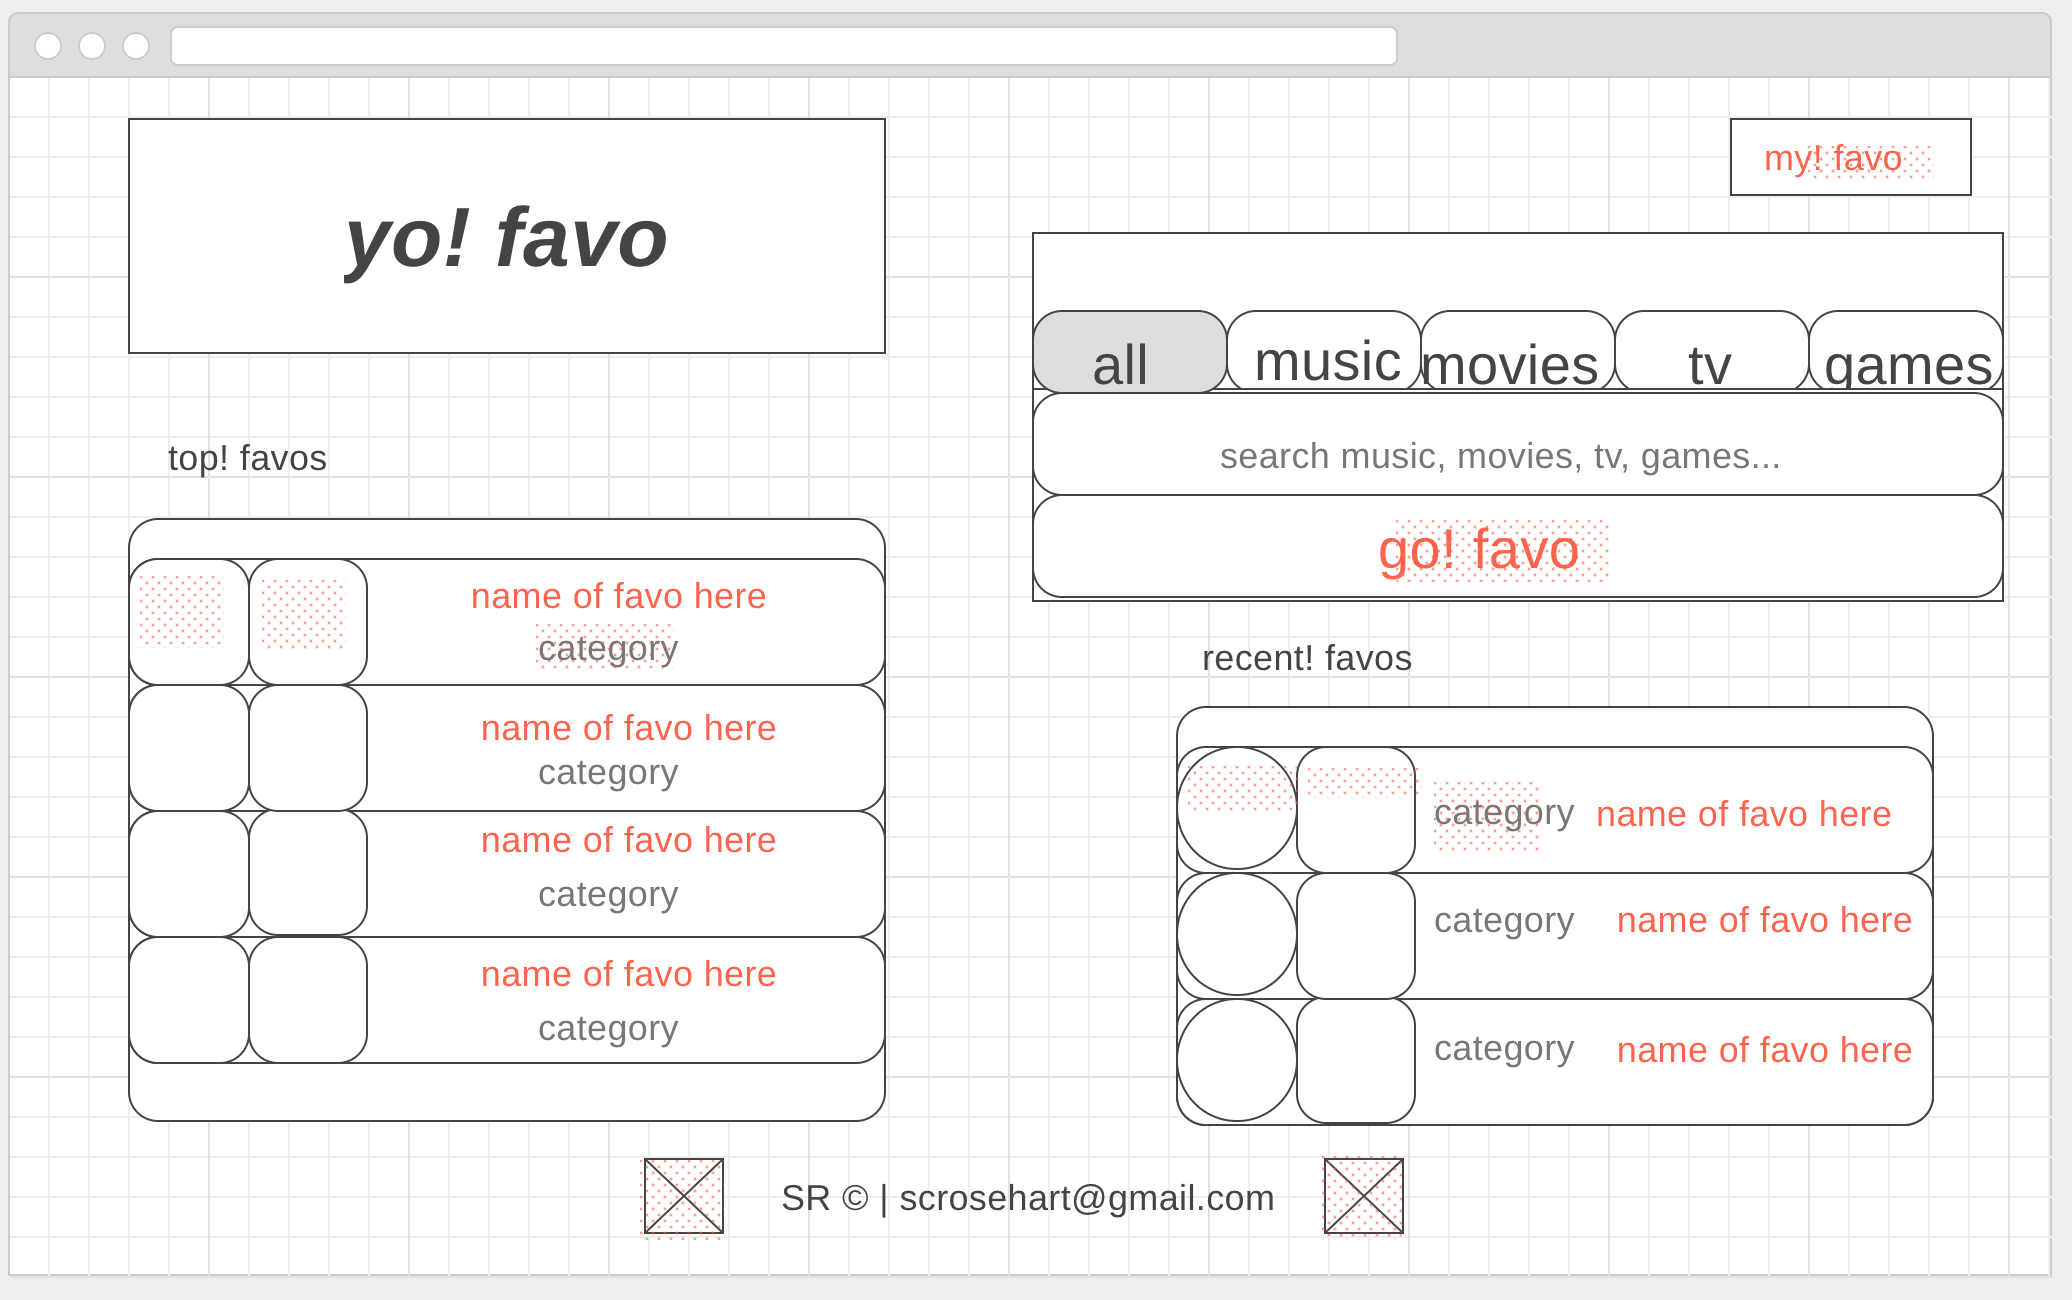 yo! favo
my! favo
all music movies tv games
search music, movies, tv, games...
go! favo
top! favos
name of favo here
category
name of favo here
category
name of favo here
category
name of favo here
category
recent! favos
category name of favo here
category name of favo here
category name of favo here
SR © | scrosehart@gmail.com